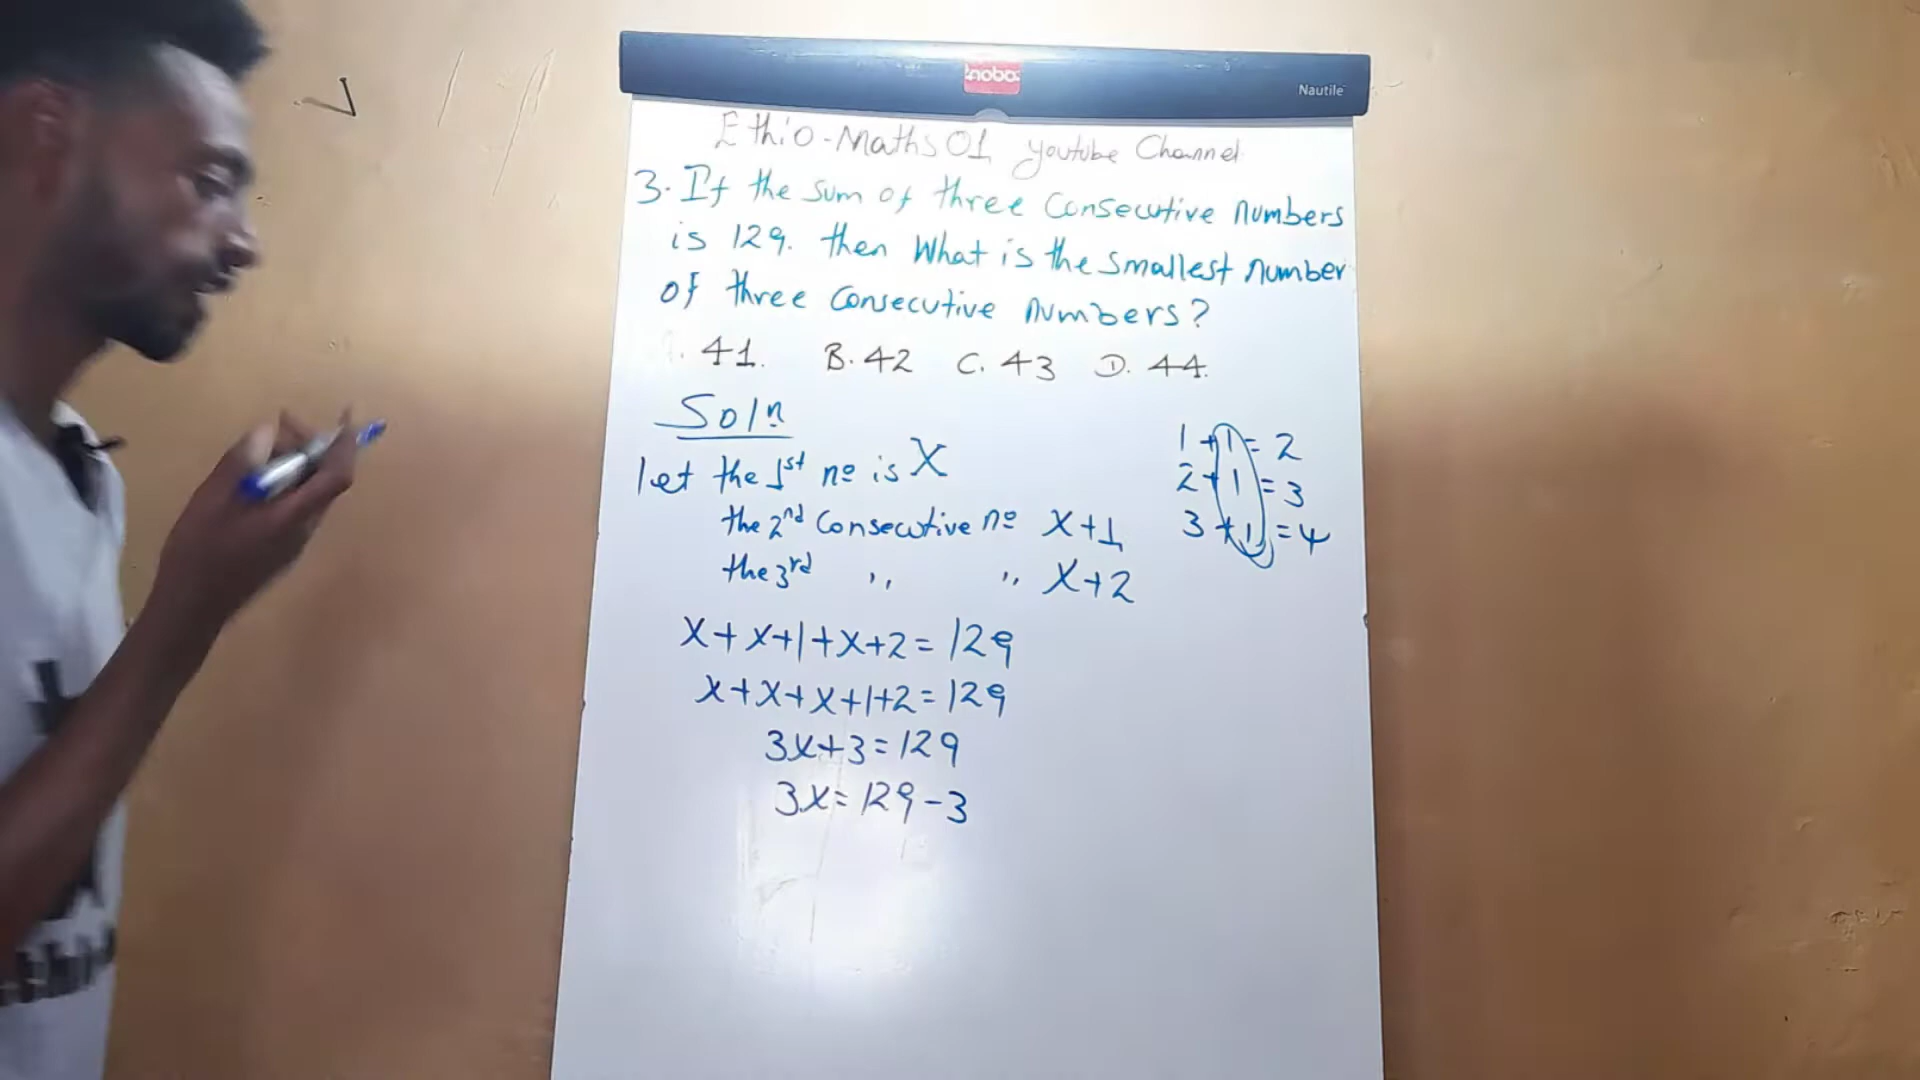 nobo
Nautile
Ethio-Maths01 youtube Channel
3. If the sum of three Consecutive numbers
is 129. then What is the smallest number
of three Consecutive numbers?
41. B. 42 C. 43 D. 44.
Soln
let the 1st no is X
the 2nd Consecutive no X+1
the 3rd ,, ,, X+2
1+1=2
2+1=3
3+1=4
X+X+1+X+2=129
X+X+X+1+2=129
3X+3=129
3X=129-3